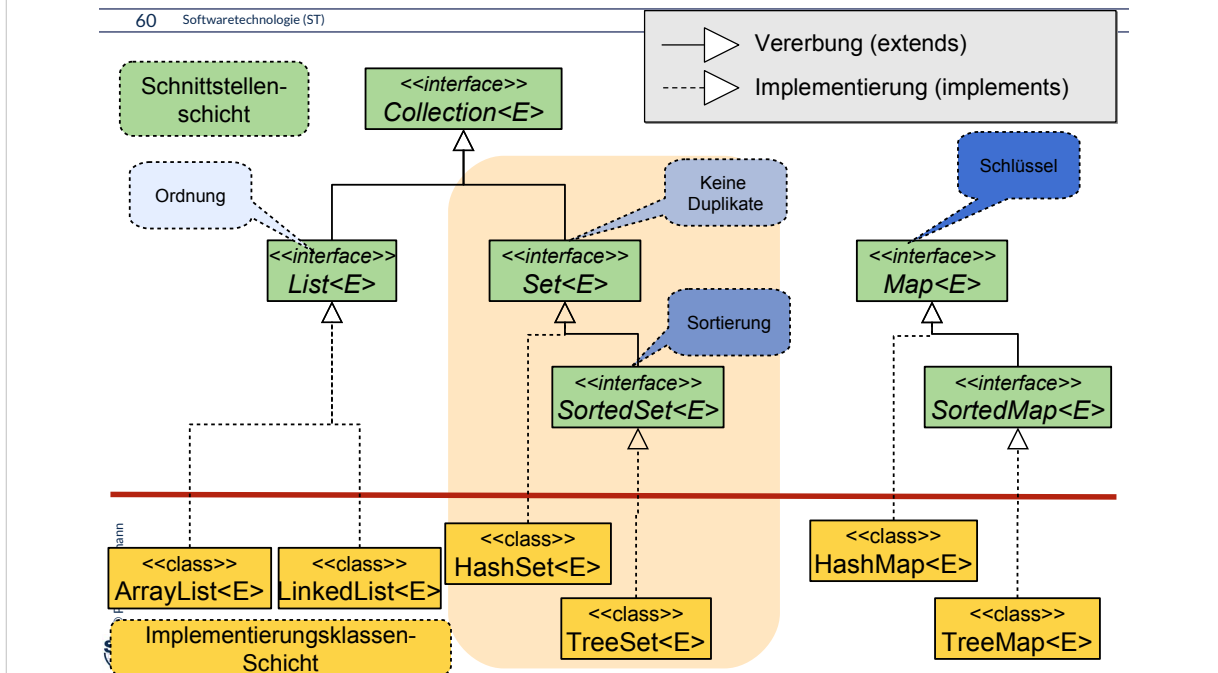 60 Softwaretechnologie (ST)
Vererbung (extends)
Implementierung (implements)
Schnittstellen-
schicht
<<interface>>
Collection<E>
Ordnung
Keine
Duplikate
Schlüssel
<<interface>>
List<E>
<<interface>>
Set<E>
<<interface>>
Map<E>
Sortierung
<<interface>>
SortedSet<E>
<<interface>>
SortedMap<E>
<<class>>
ArrayList<E>
<<class>>
LinkedList<E>
<<class>>
HashSet<E>
<<class>>
HashMap<E>
<<class>>
TreeSet<E>
<<class>>
TreeMap<E>
Implementierungsklassen-
Schicht